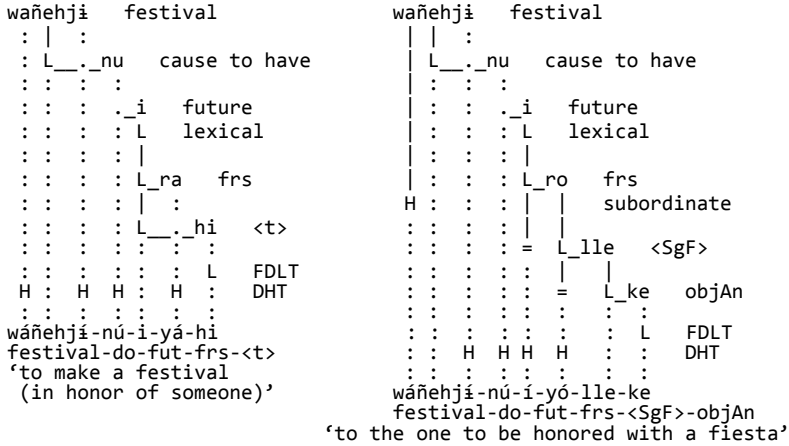 wañehjɨ festival
: | :
: L__._nu cause to have
: : : :
: : : ._i future
: : : : L lexical
: : : : |
: : : : L_ra frs
: : : : | :
: : : : L__._hi <t>
: : : : : : :
: : : : : : L FDLT
H : H H : H : DHT
: : : : : : :
wáñehjɨ́-nú-i-yá-hi
festival-do-fut-frs-<t>
‘to make a festival
(in honor of someone)’
wañehjɨ festival
| | :
| L__._nu cause to have
| : : :
| : : ._i future
| : : : L lexical
| : : : |
| : : : L_ro frs
H : : : | | subordinate
: : : : | |
: : : : = L_lle <SgF>
: : : : : | |
: : : : : = L_ke objAn
: : : : : : : :
: : : : : : : L FDLT
: : H H H H : : DHT
: : : : : : : :
wáñehjɨ́-nú-í-yó-lle-ke
festival-do-fut-frs-<SgF>-objAn
‘to the one to be honored with a fiesta’